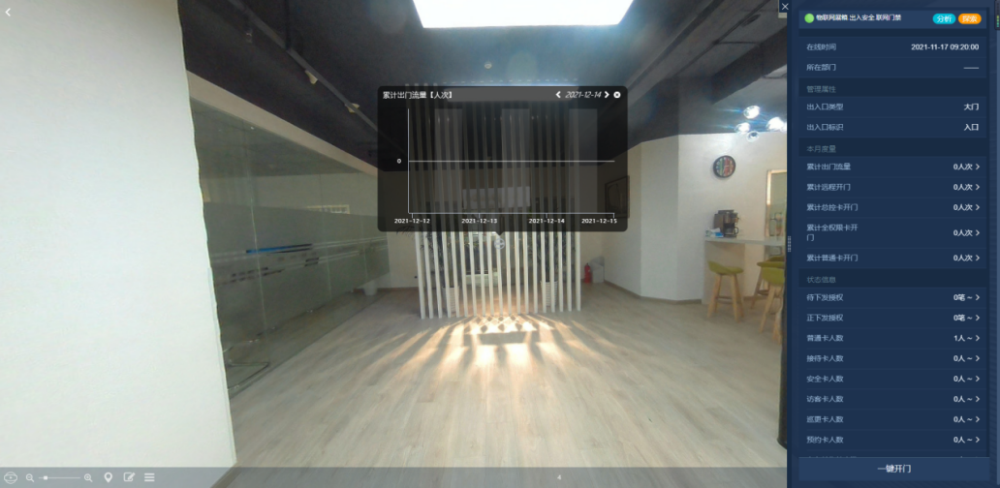 累计出门流量【人次】
2021-12-14
0
2021-12-12 2021-12-13 2021-12-14 2021-12-15
4
物联网震颤 出入安全 联网门禁 分析 探索
在线时间 2021-11-17 09:20:00
所在部门 ——
管理属性
出入口类型 大门
出入口标识 入口
本月度量
累计出门流量 0人次
累计远程开门 0人次
累计总控卡开门 0人次
累计全权限卡开
门 0人次
累计普通卡开门 0人次
状态信息
待下发授权 0笔 ~
正下发授权 0笔 ~
普通卡人数 1人 ~
接待卡人数 0人 ~
安全卡人数 0人 ~
访客卡人数 0人 ~
巡更卡人数 0人 ~
预约卡人数 0人 ~
一键开门